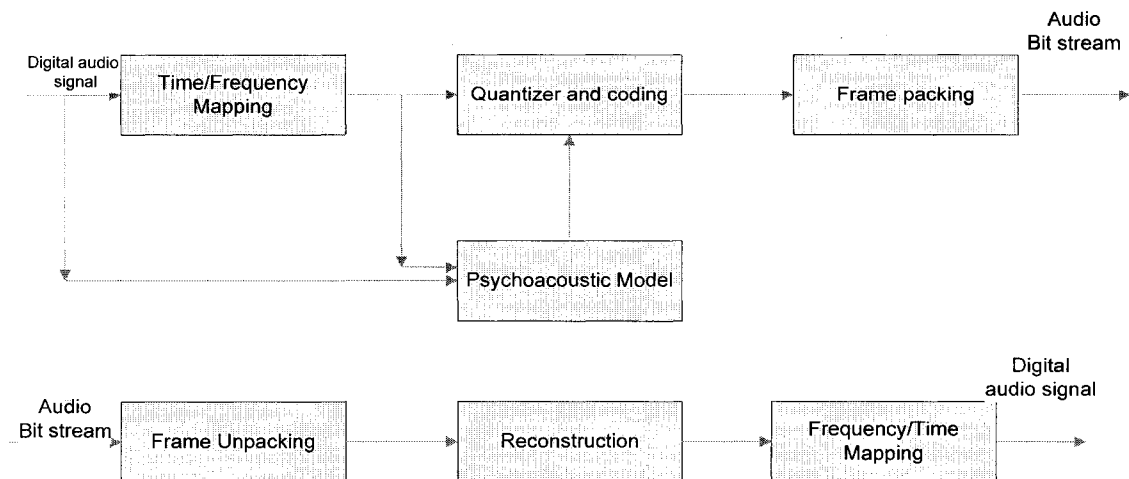 Audio
Bit stream
Digital audio
signal
Time/Frequency
Mapping
Quantizer and coding
Frame packing
Psychoacoustic Model
Digital
audio signal
Audio
Bit stream
Frame Unpacking
Reconstruction
Frequency/Time
Mapping